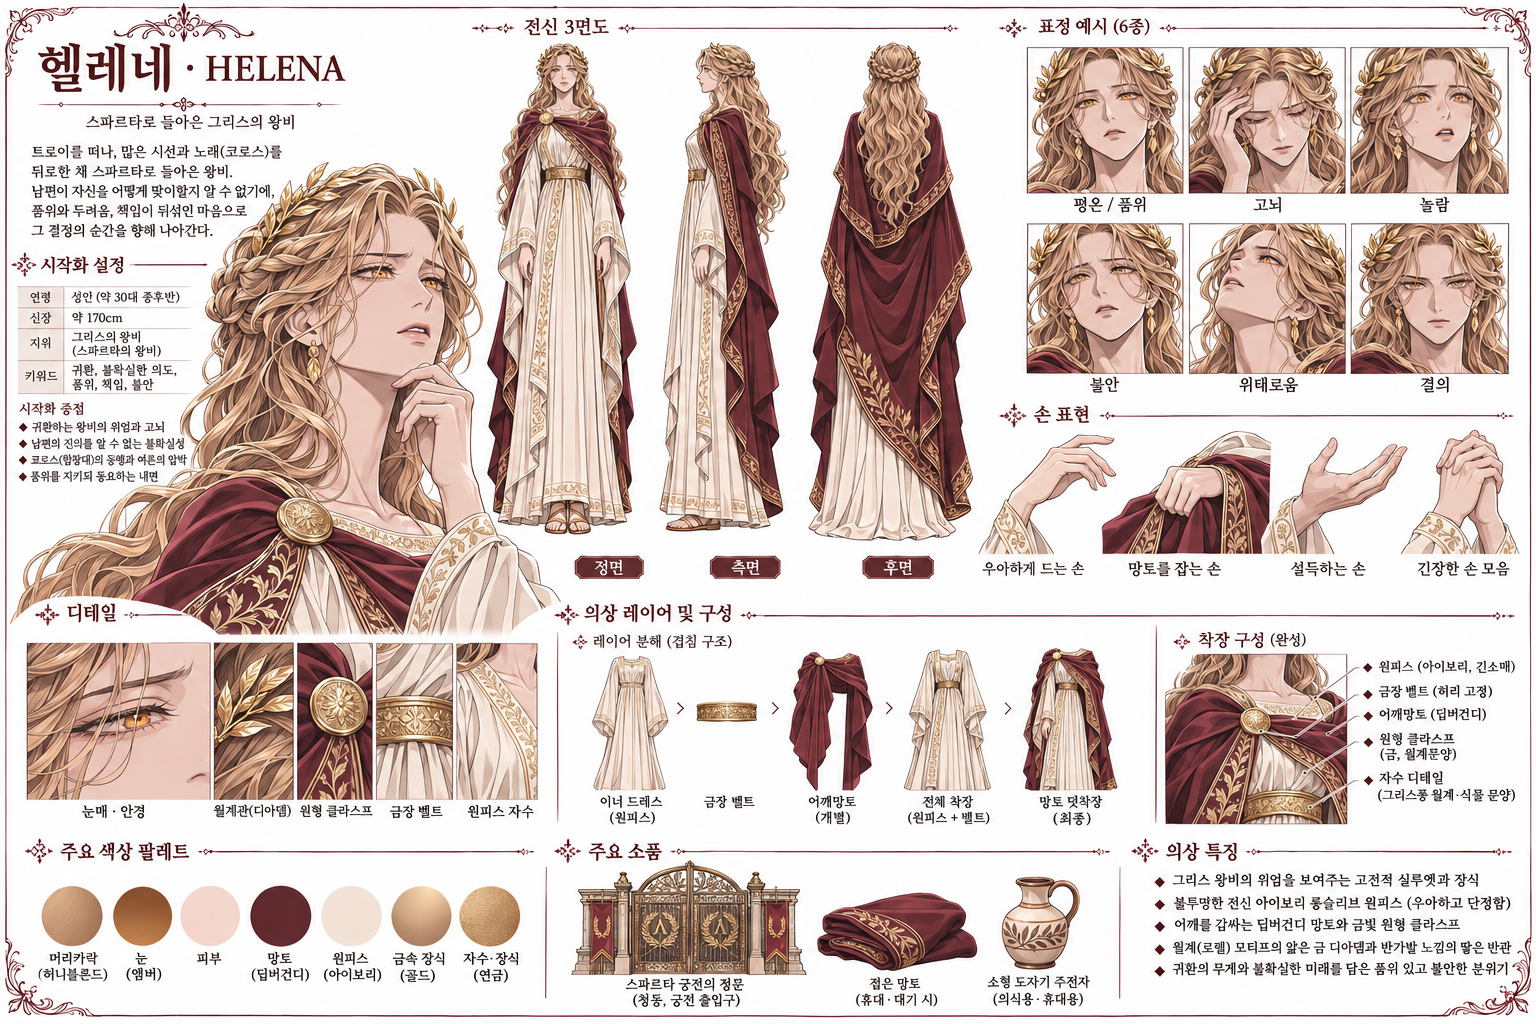 헬레네 · HELENA
스파르타로 돌아온 그리스의 왕비
트로이를 떠나, 많은 시선과 노래(코로스)를
뒤로한 채 스파르타로 돌아온 왕비.
남편이 자신을 어떻게 맞이할지 알 수 없기에,
품위와 두려움, 책임이 뒤섞인 마음으로
그 결정의 순간을 향해 나아간다.
시작화 설정
연령 성인 (약 30대 중후반)
신장 약 170cm
지위 그리스의 왕비
(스파르타의 왕비)
키워드 귀환, 불확실한 의도,
품위, 책임, 불안
시작화 중점
◆ 귀환하는 왕비의 위엄과 고뇌
◆ 남편의 진의를 알 수 없는 불확실성
◆ 코로스(합창대)의 동행과 여론의 압박
◆ 품위를 지키되 동요하는 내면
전신 3면도
정면
측면
후면
표정 예시 (6종)
평온 / 품위
고뇌
놀람
불안
위태로움
결의
손 표현
우아하게 드는 손
망토를 잡는 손
설득하는 손
긴장한 손 모음
디테일
눈매 · 안경
월계관(디아뎀)
원형 클라스프
금장 벨트
원피스 자수
의상 레이어 및 구성
레이어 분해 (겹침 구조)
이너 드레스
(원피스)
금장 벨트
어깨망토
(개별)
전체 착장
(원피스 + 벨트)
망토 덧착장
(최종)
착장 구성 (완성)
◆ 원피스 (아이보리, 긴소매)
◆ 금장 벨트 (허리 고정)
◆ 어깨망토 (딥버건디)
◆ 원형 클라스프
(금, 월계문양)
◆ 자수 디테일
(그리스풍 월계·식물 문양)
주요 색상 팔레트
머리카락
(허니블론드)
눈
(앰버)
피부
망토
(딥버건디)
원피스
(아이보리)
금속 장식
(골드)
자수·장식
(연금)
주요 소품
스파르타 궁전의 정문
(청동, 궁전 출입구)
접은 망토
(휴대 · 대기 시)
소형 도자기 주전자
(의식용 · 휴대용)
의상 특징
◆ 그리스 왕비의 위엄을 보여주는 고전적 실루엣과 장식
◆ 불투명한 전신 아이보리 롱슬리브 원피스 (우아하고 단정함)
◆ 어깨를 감싸는 딥버건디 망토와 금빛 원형 클라스프
◆ 월계(로렐) 모티프의 얇은 금 디아뎀과 반가발 느낌의 땋은 반관
◆ 귀환의 무게와 불확실한 미래를 담은 품위 있고 불안한 분위기